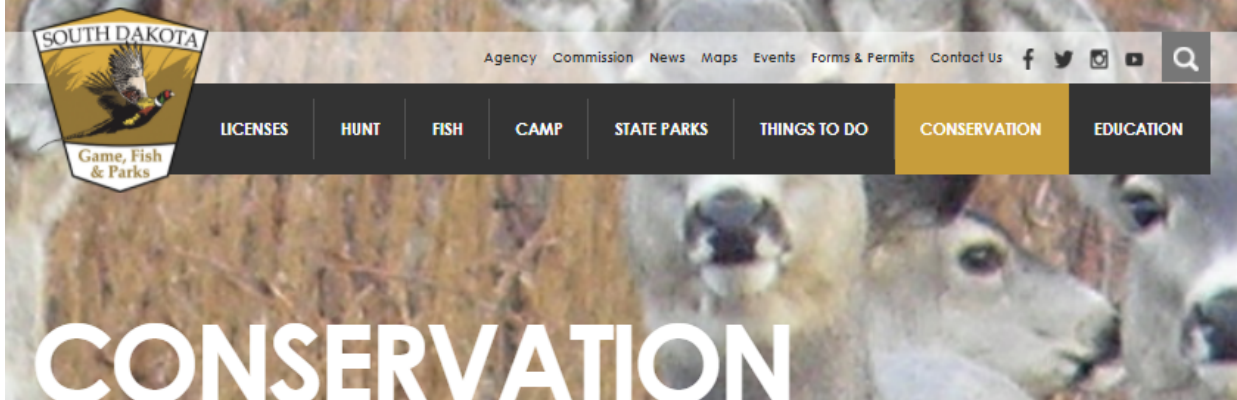 SOUTH DAKOTA
Game, Fish
& Parks
Agency Commission News Maps Events Forms & Permits Contact Us
LICENSES HUNT FISH CAMP STATE PARKS THINGS TO DO CONSERVATION EDUCATION
CONSERVATION